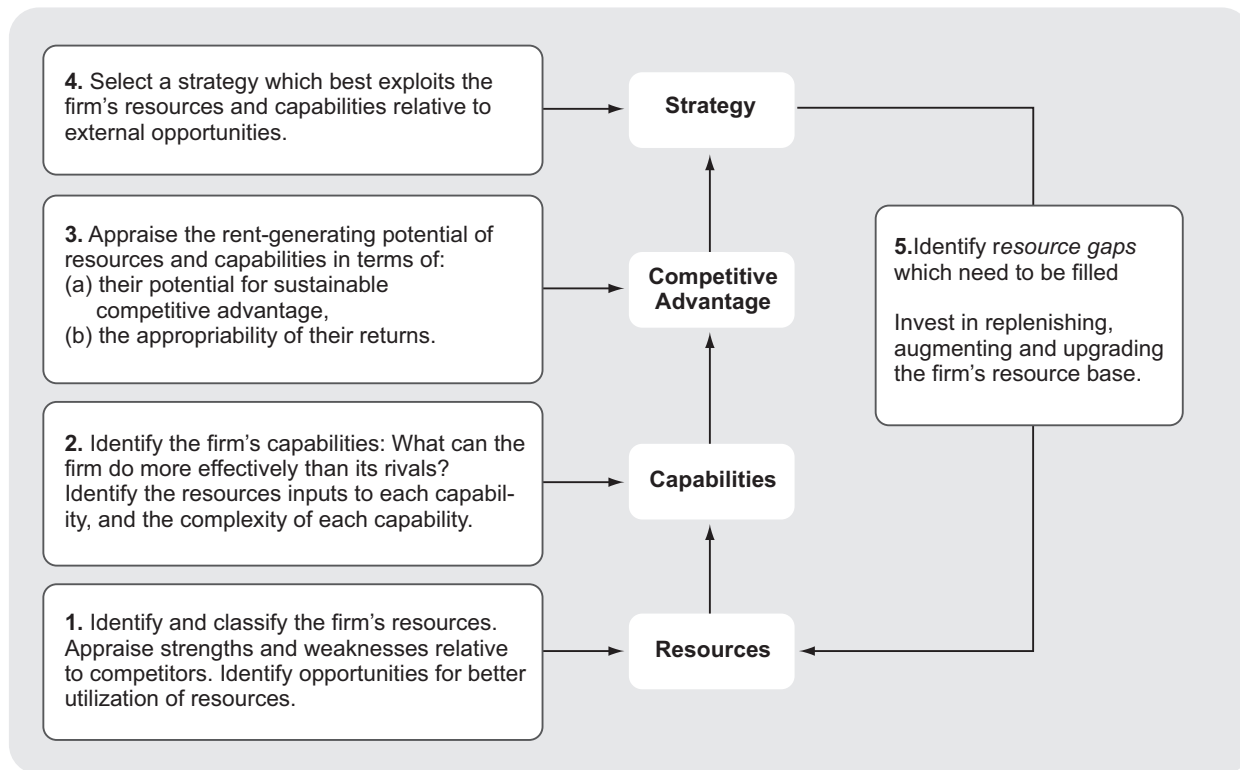 4. Select a strategy which best exploits the
firm's resources and capabilities relative to
external opportunities.
Strategy
3. Appraise the rent-generating potential of
resources and capabilities in terms of:
(a) their potential for sustainable
competitive advantage,
(b) the appropriability of their returns.
Competitive
Advantage
5.Identify resource gaps
which need to be filled
Invest in replenishing,
augmenting and upgrading
the firm's resource base.
2. Identify the firm's capabilities: What can the
firm do more effectively than its rivals?
Identify the resources inputs to each capabil-
ity, and the complexity of each capability.
Capabilities
1. Identify and classify the firm's resources.
Appraise strengths and weaknesses relative
to competitors. Identify opportunities for better
utilization of resources.
Resources